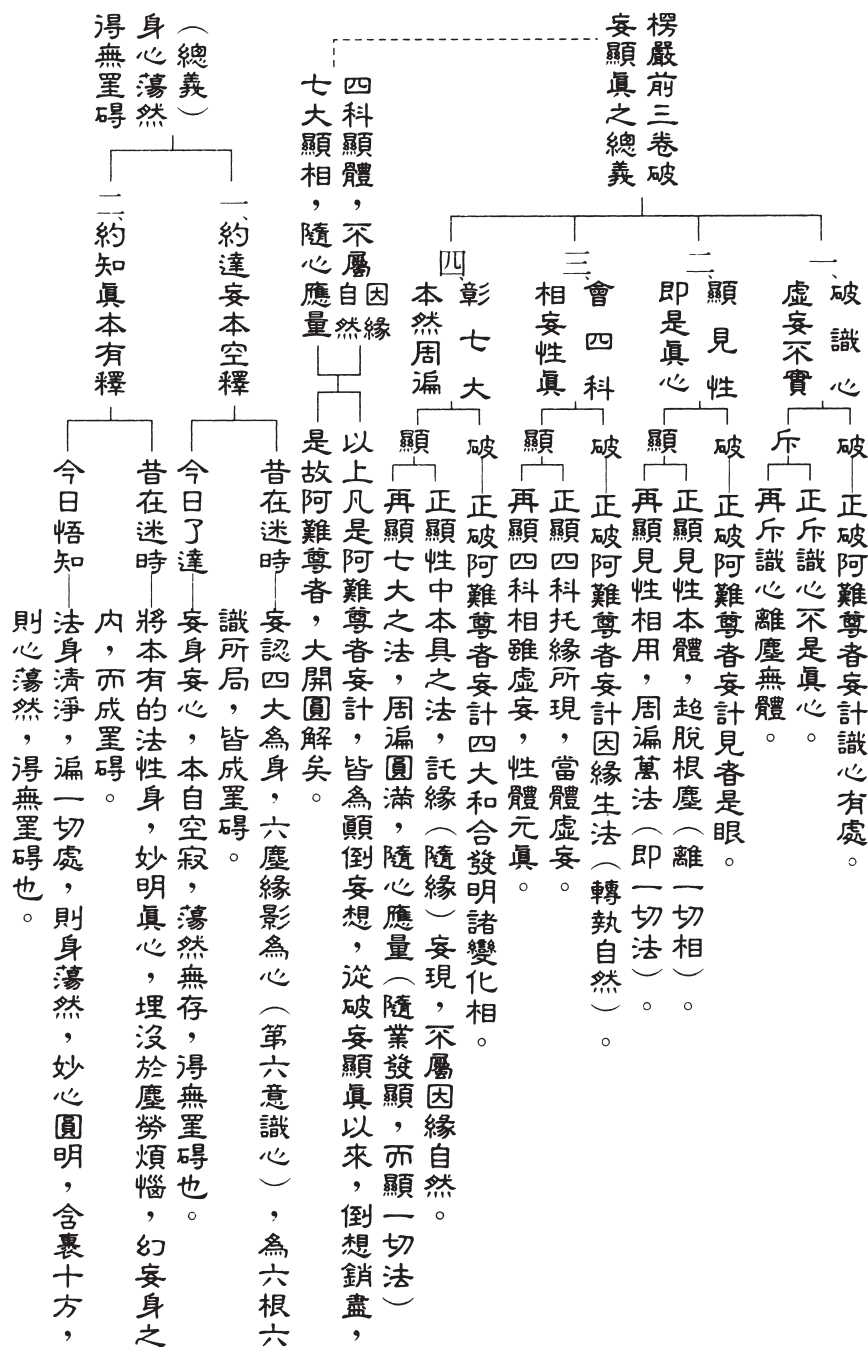 楞嚴前三卷破
妄顯眞之總義
一、破識心
虛妄不實
破
正破阿難尊者妄計識心有處。
斥
正斥識心不是眞心。
再斥識心離塵無體。
二、顯見性
即是眞心
破
正破阿難尊者妄計見者是眼。
顯
正顯見性本體，超脫根塵（離一切相）。
再顯見性相用，周遍萬法（即一切法）。
三、會四科
相妄性眞
破
正破阿難尊者妄計因緣生法（轉執自然）。
顯
正顯四科托緣所現，當體虛妄。
再顯四科相雖虛妄，性體元眞。
四、彰七大
本然周遍
破
正破阿難尊者妄計四大和合發明諸變化相。
顯
正顯性中本具之法，託緣（隨緣）妄現，不屬因緣自然。
再顯七大之法，周遍圓滿，隨心應量（隨業發顯，而顯一切法）
四科顯體，不屬因緣自然
七大顯相，隨心應量
以上凡是阿難尊者妄計，皆為顚倒妄想，從破妄顯眞以來，倒想銷盡，
是故阿難尊者，大開圓解矣。
（總義）
身心蕩然
得無罣碍
一、約達妄本空釋
昔在迷時
妄認四大為身，六塵緣影為心（第六意識心），為六根六
識所局，皆成罣碍。
今日了達
妄身妄心，本自空寂，蕩然無存，得無罣碍也。
二、約知眞本有釋
昔在迷時
將本有的法性身，妙明眞心，埋沒於塵勞煩惱，幻妄身之
內，而成罣碍。
今日悟知
法身清淨，遍一切處，則身蕩然，妙心圓明，含裹十方，
則心蕩然，得無罣碍也。